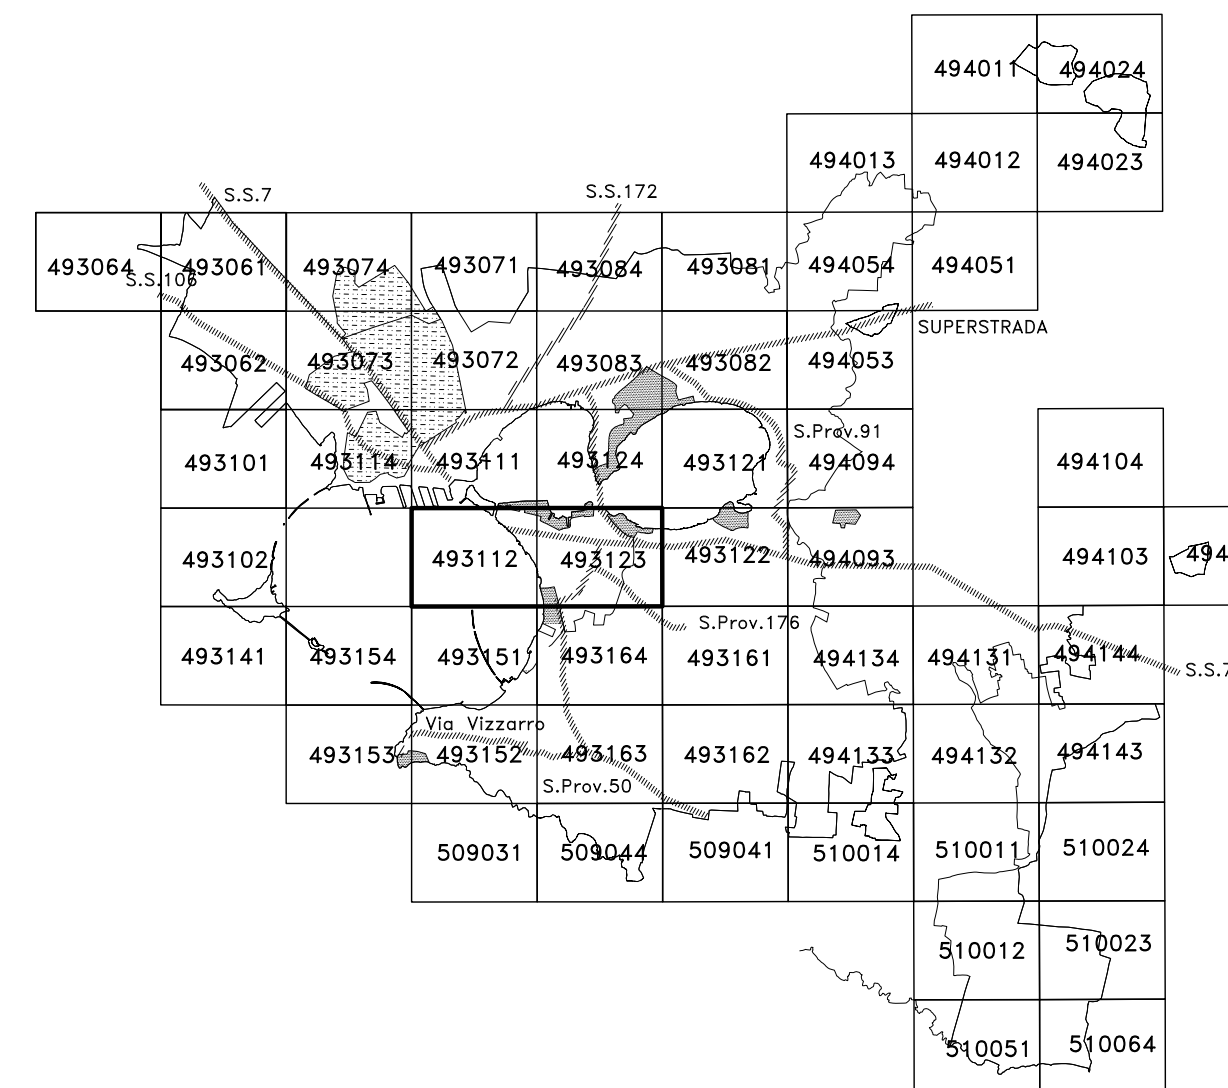 494011 494024
494013 494012 494023
S.S.7 S.S.172
493064 493061 493074 493071 493084 493081 494054 494051
S.S.106
SUPERSTRADA
493062 493073 493072 493083 493082 494053
S.Prov.91
493101 493114 493111 493124 493121 494094 494104
493102 493112 493123 493122 494093 494103 494
S.Prov.176
493141 493154 493151 493164 493161 494134 494131 494144
S.S.7
Via Vizzarro
493153 493152 493163 493162 494133 494132 494143
S.Prov.50
509031 509044 509041 510014 510011 510024
510012 510023
510051 510064